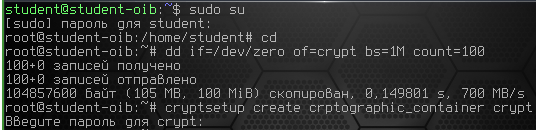 student@student-oib:~$ sudo su
[sudo] пароль для student:
root@student-oib:/home/student# cd
root@student-oib:~# dd if=/dev/zero of=crypt bs=1M count=100
100+0 записей получено
100+0 записей отправлено
104857600 байт (105 MB, 100 MiB) скопирован, 0,149801 s, 700 MB/s
root@student-oib:~# cryptsetup create crptographic_container crypt
Введите пароль для crypt: